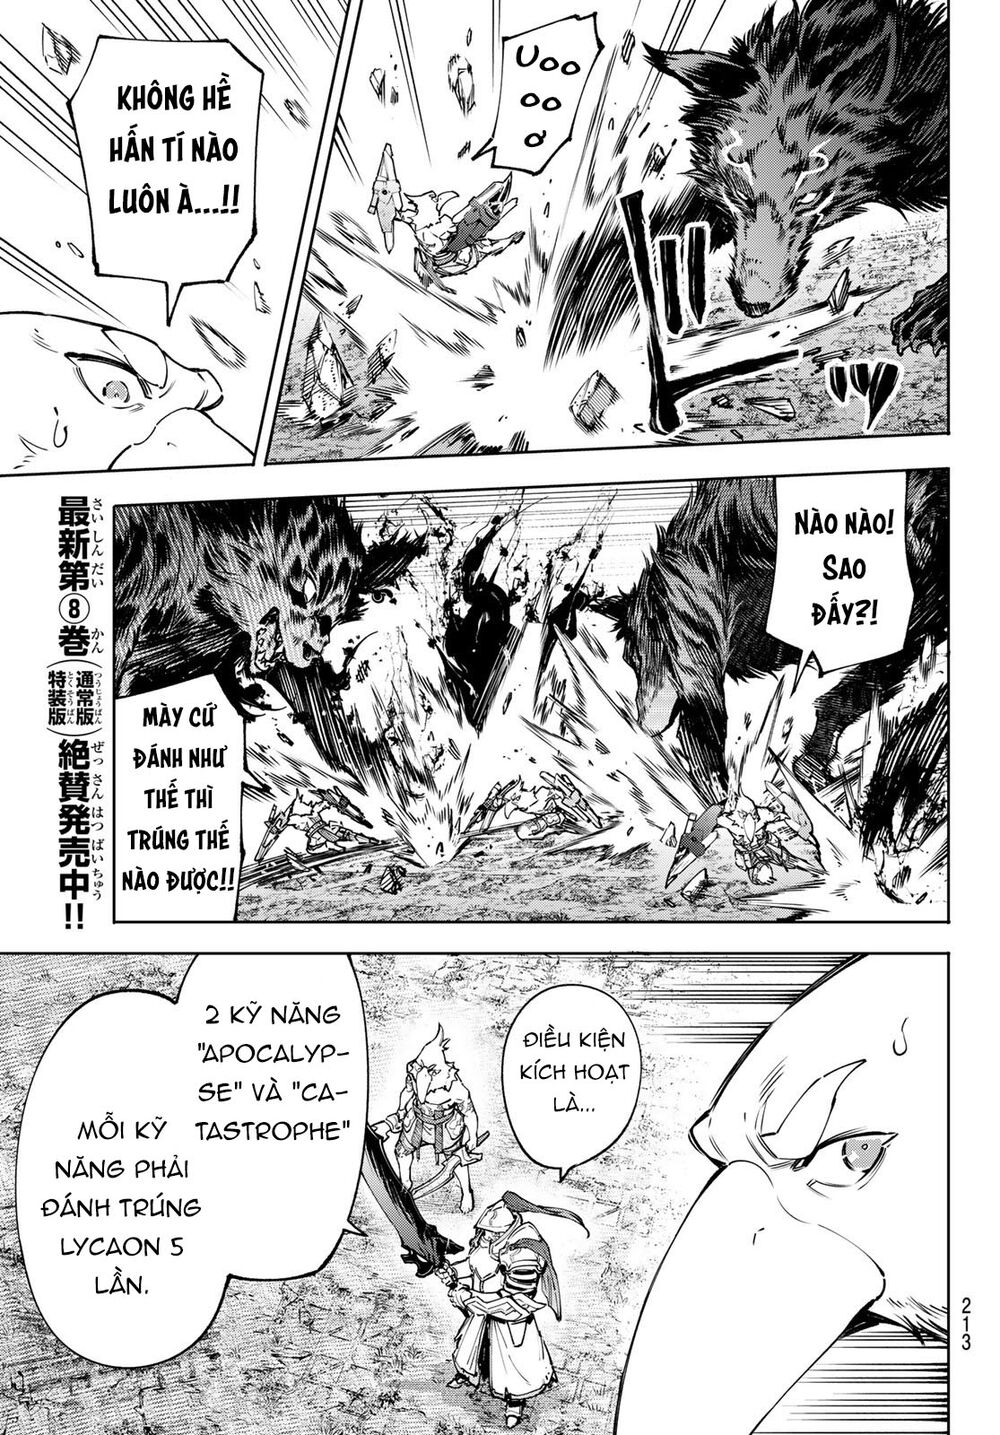 UOO
OO
Ơ
ドドッ
KHÔNG HỀ
HẤN TÍ NÀO
LUÔN À...!!
NÀO NÀO!
SAO
ĐẤY?!
MÀY CỨ
ĐÁNH NHƯ
THẾ THÌ
TRÚNG THẾ
NÀO ĐƯỢC!!
最新第⑧巻(通常版 特装版)絶賛発売中!!
さいしんだい かん つうじょうばん とくそうばん ぜっさんはつばいちゅう
ĐIỀU KIỆN
KÍCH HOẠT
LÀ...
2 KỸ NĂNG
"APOCALYP-
SE" VÀ "CA-
TASTROPHE"
MỖI KỸ
NĂNG PHẢI
ĐÁNH TRÚNG
LYCAON 5
LẦN.
213